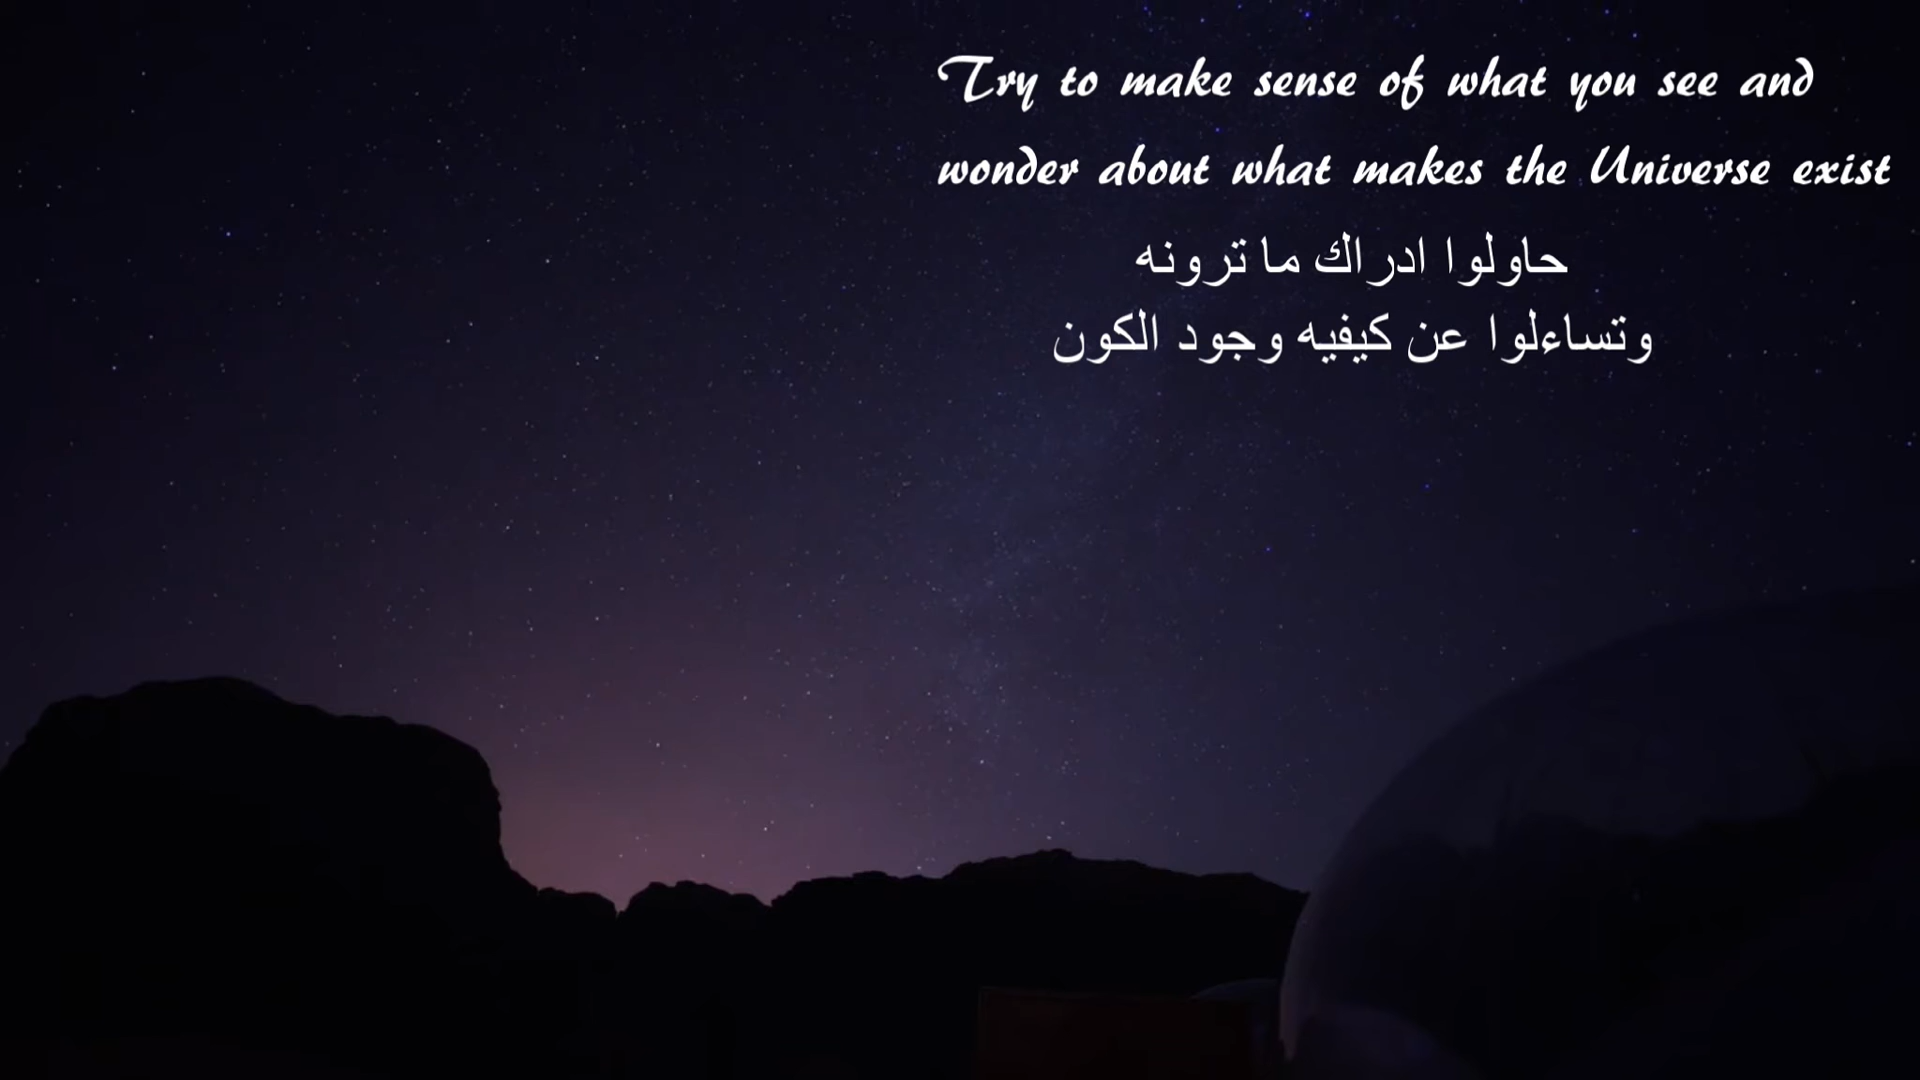 Try to make sense of what you see and
wonder about what makes the Universe exist
حاولوا ادراك ما ترونه
وتساءلوا عن كيفيه وجود الكون